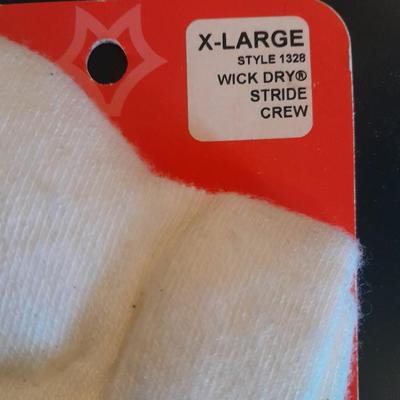 X-LARGE
STYLE 1328
WICK DRY®
STRIDE
CREW